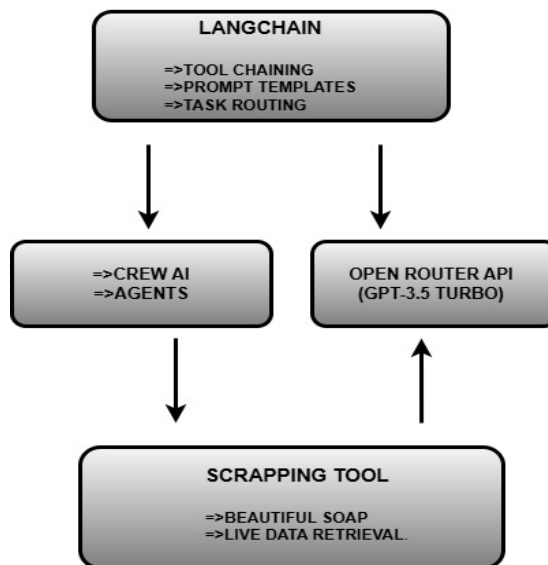 LANGCHAIN
=>TOOL CHAINING
=>PROMPT TEMPLATES
=>TASK ROUTING
=>CREW AI
=>AGENTS
OPEN ROUTER API
(GPT-3.5 TURBO)
SCRAPPING TOOL
=>BEAUTIFUL SOAP
=>LIVE DATA RETRIEVAL.